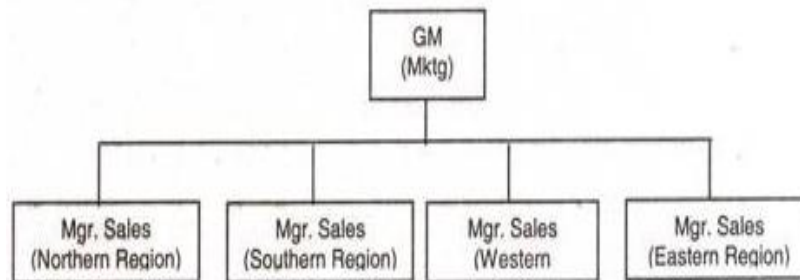 GM
(Mktg)
Mgr. Sales
(Northern Region)
Mgr. Sales
(Southern Region)
Mgr. Sales
(Western
Mgr. Sales
(Eastern Region)